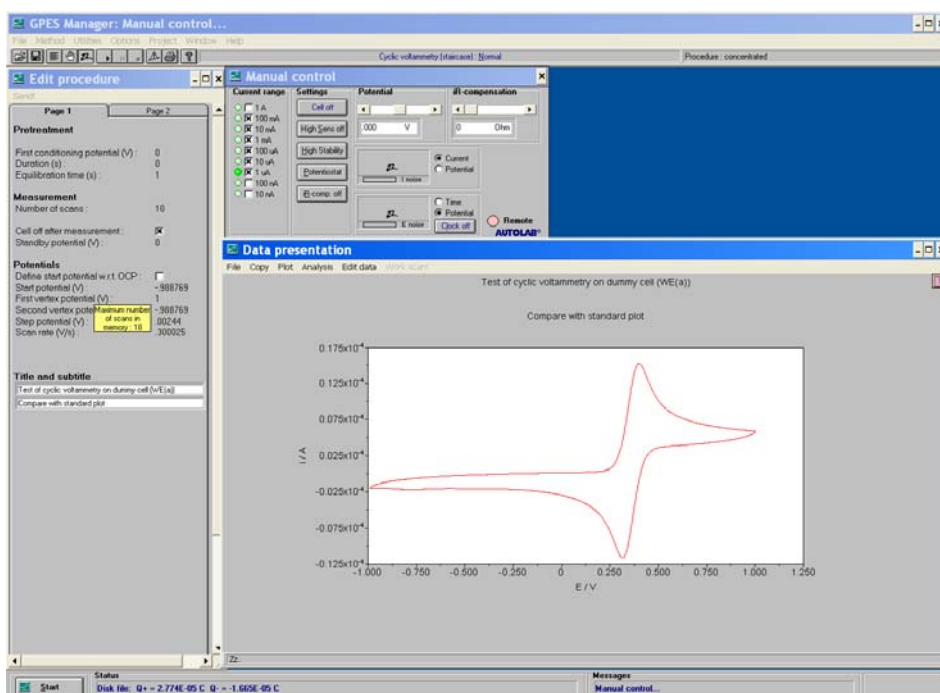 GPES Manager: Manual control...
File Method Utilities Options Project Window Help
Cyclic voltammetry (staircase) : Normal
Procedure : concentrated
Edit procedure
Send!
Page 1
Page 2
Pretreatment
First conditioning potential (V) : 0
Duration (s) : 0
Equilibration time (s) : 1
Measurement
Number of scans : 10
Cell off after measurement :
Standby potential (V) : 0
Potentials
Define start potential w.r.t. OCP :
Start potential (V) : -.988769
First vertex potential (V) : 1
Second vertex pote -.988769
Maximum number
of scans in
memory : 18
Step potential (V) : .00244
Scan rate (V/s) : .300025
Title and subtitle
Test of cyclic voltammetry on dummy cell (WE(a))
Compare with standard plot
Manual control
Current range
1 A
100 mA
10 mA
1 mA
100 uA
10 uA
1 uA
100 nA
10 nA
Settings
Cell off
High Sens off
High Stability
Potentiostat
iR-comp. off
Potential
.000 V
iR-compensation
0 Ohm
Current
Potential
I noise
Time
Potential
E noise
Clock off
Remote
AUTOLAB®
Data presentation
File Copy Plot Analysis Edit data Work scan
Test of cyclic voltammetry on dummy cell (WE(a))
Compare with standard plot
0.175x10-4
0.125x10-4
0.075x10-4
0.025x10-4
-0.025x10-4
-0.075x10-4
-0.125x10-4
i / A
-1.000 -0.750 -0.500 -0.250 0 0.250 0.500 0.750 1.000 1.250
E / V
Zz..
Start
Status
Disk file: Q+ = 2.774E-05 C Q- = -1.665E-05 C
Messages
Manual control...